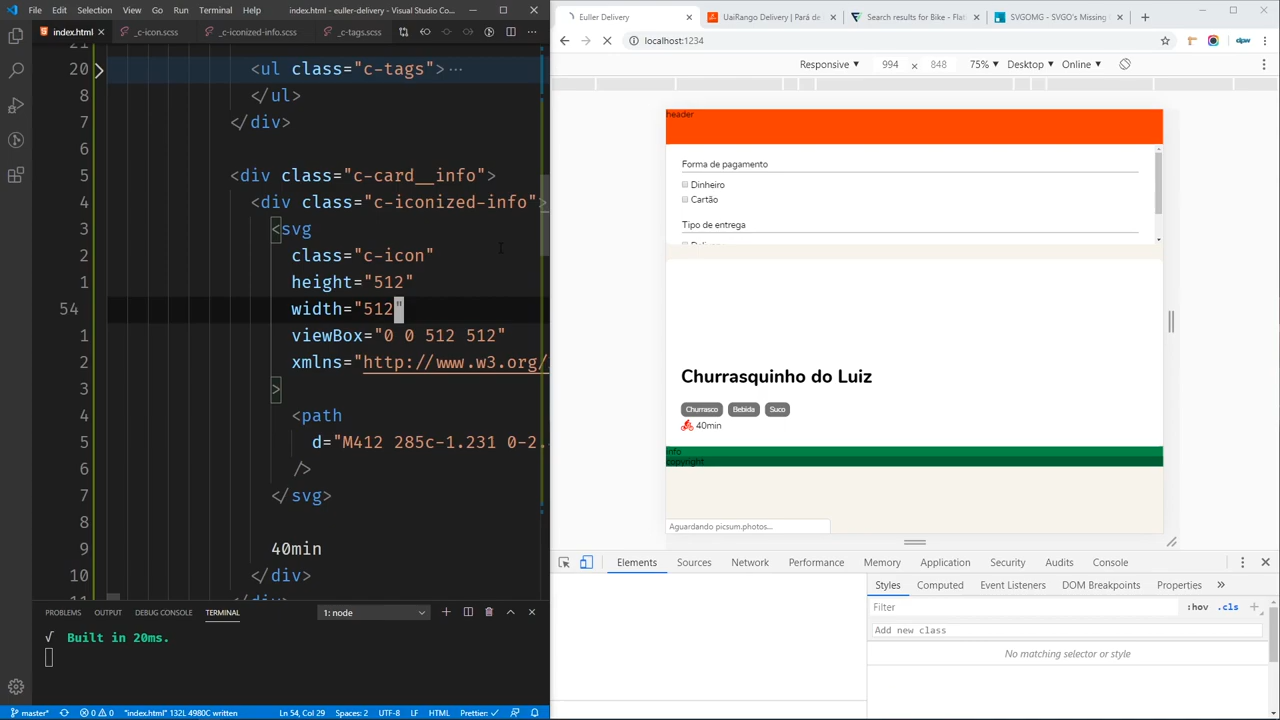 File Edit Selection View Go Run Terminal Help index.html - euller-delivery - Visual Studio Co...
index.html _c-icon.scss _c-iconized-info.scss _c-tags.scss
21
20 <ul class="c-tags"> ···
8 </ul>
7 </div>
6
5 <div class="c-card__info">
4 <div class="c-iconized-info">
3 <svg
2 class="c-icon"
1 height="512"
54 width="512"
1 viewBox="0 0 512 512"
2 xmlns="http://www.w3.org/
3 >
4 <path
5 d="M412 285c-1.231 0-2.
6 />
7 </svg>
8
9 40min
10 </div>
PROBLEMS OUTPUT DEBUG CONSOLE TERMINAL 1: node
√ Built in 20ms.
master* 0 0 "index.html" 132L 4980C written Ln 54, Col 29 Spaces: 2 LF HTML Prettier: ✓
Euller Delivery UaiRango Delivery | Pará de Search results for Bike - Flat SVGOMG - SVGO's Missing
localhost:1234
Responsive 994 x 848 75% Desktop Online
header
Forma de pagamento
Dinheiro
Cartão
Tipo de entrega
Churrasquinho do Luiz
Churrasco Bebida Suco
40min
info
copyright
Aguardando picsum.photos...
Elements Sources Network Performance Memory Application Security Audits Console
Styles Computed Event Listeners DOM Breakpoints Properties »
Filter :hov .cls +
Add new class
No matching selector or style